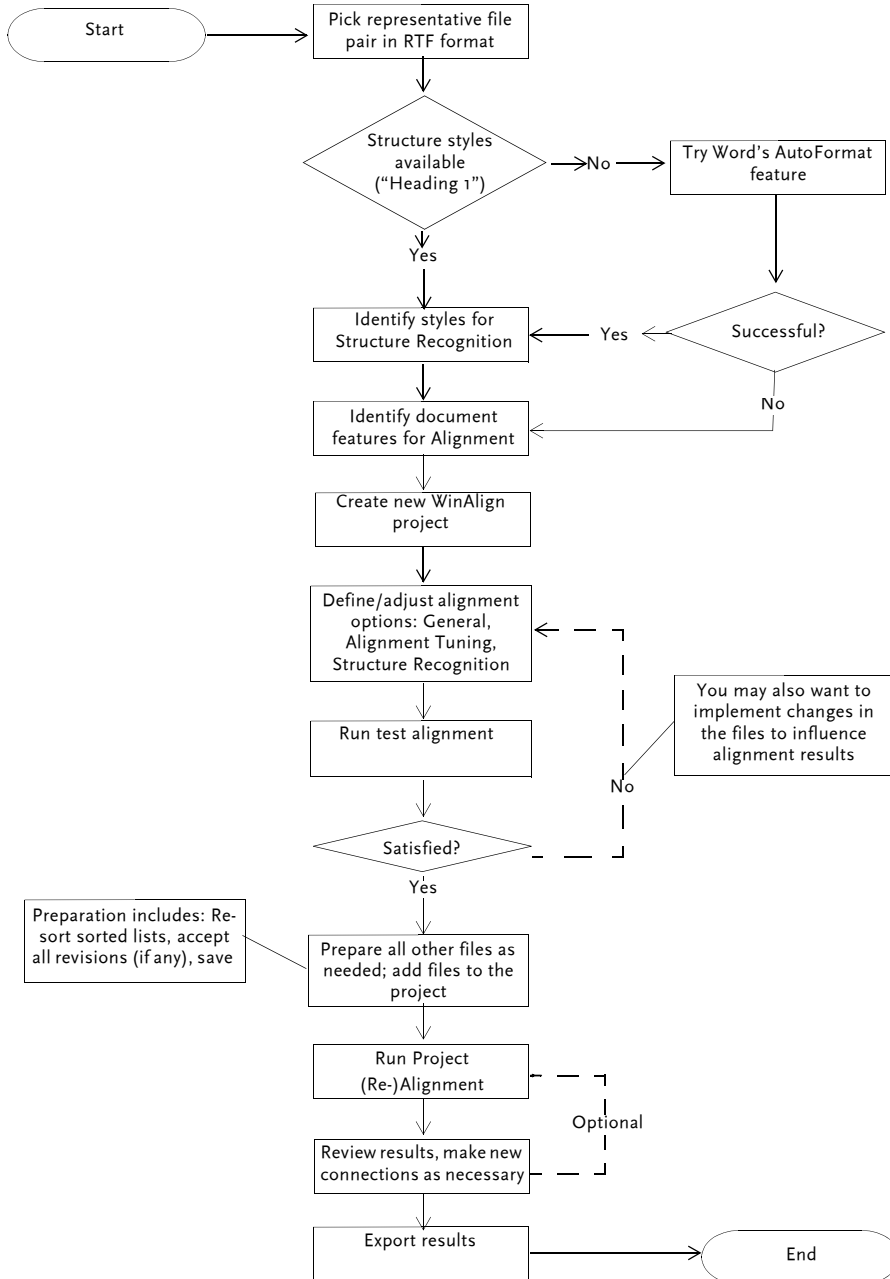 Start
Pick representative file
pair in RTF format
Structure styles
available
(“Heading 1”)
No
Try Word’s AutoFormat
feature
Yes
Identify styles for
Structure Recognition
Yes
Successful?
No
Identify document
features for Alignment
Create new WinAlign
project
Define/adjust alignment
options: General,
Alignment Tuning,
Structure Recognition
You may also want to
implement changes in
the files to influence
alignment results
Run test alignment
No
Satisfied?
Yes
Preparation includes: Re-
sort sorted lists, accept
all revisions (if any), save
Prepare all other files as
needed; add files to the
project
Run Project
(Re-)Alignment
Optional
Review results, make new
connections as necessary
Export results
End